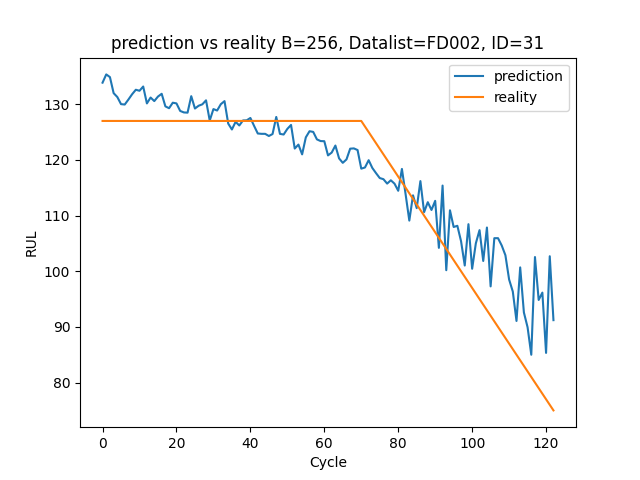 prediction vs reality B=256, Datalist=FD002, ID=31
prediction
reality
RUL
130
120
110
100
90
80
0 20 40 60 80 100 120
Cycle